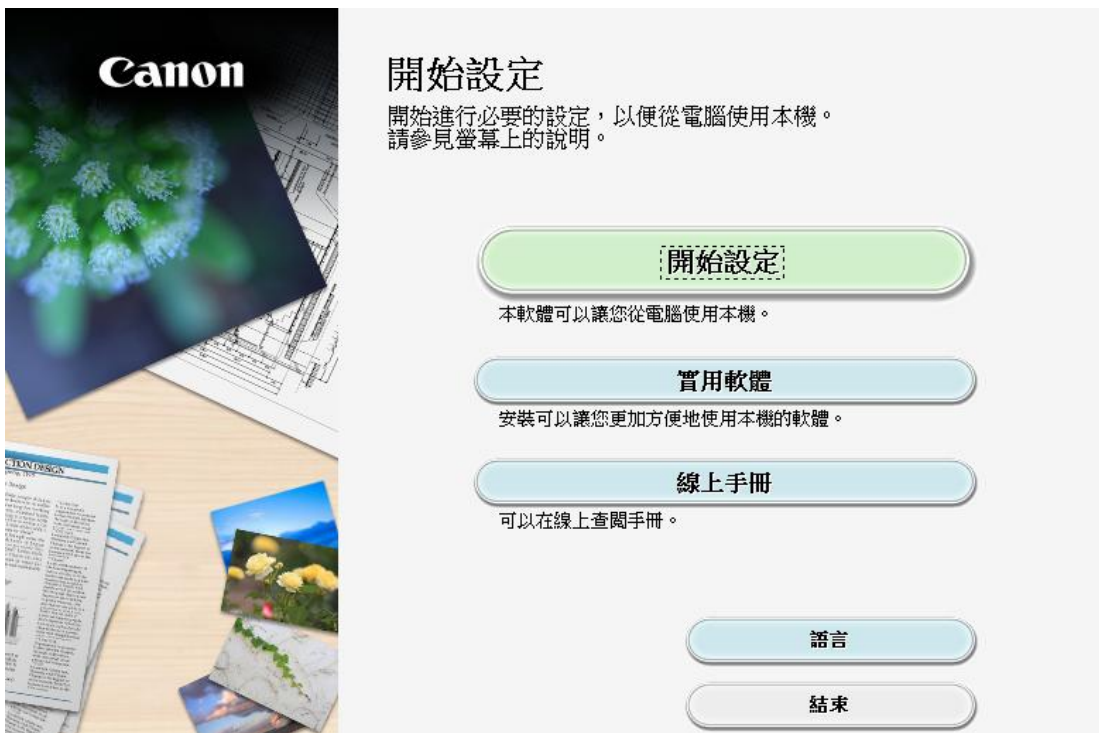 Canon
開始設定
開始進行必要的設定，以便從電腦使用本機。
請參見螢幕上的說明。
開始設定
本軟體可以讓您從電腦使用本機。
實用軟體
安裝可以讓您更加方便地使用本機的軟體。
線上手冊
可以在線上查閱手冊。
語言
結束
CTION DESIGN